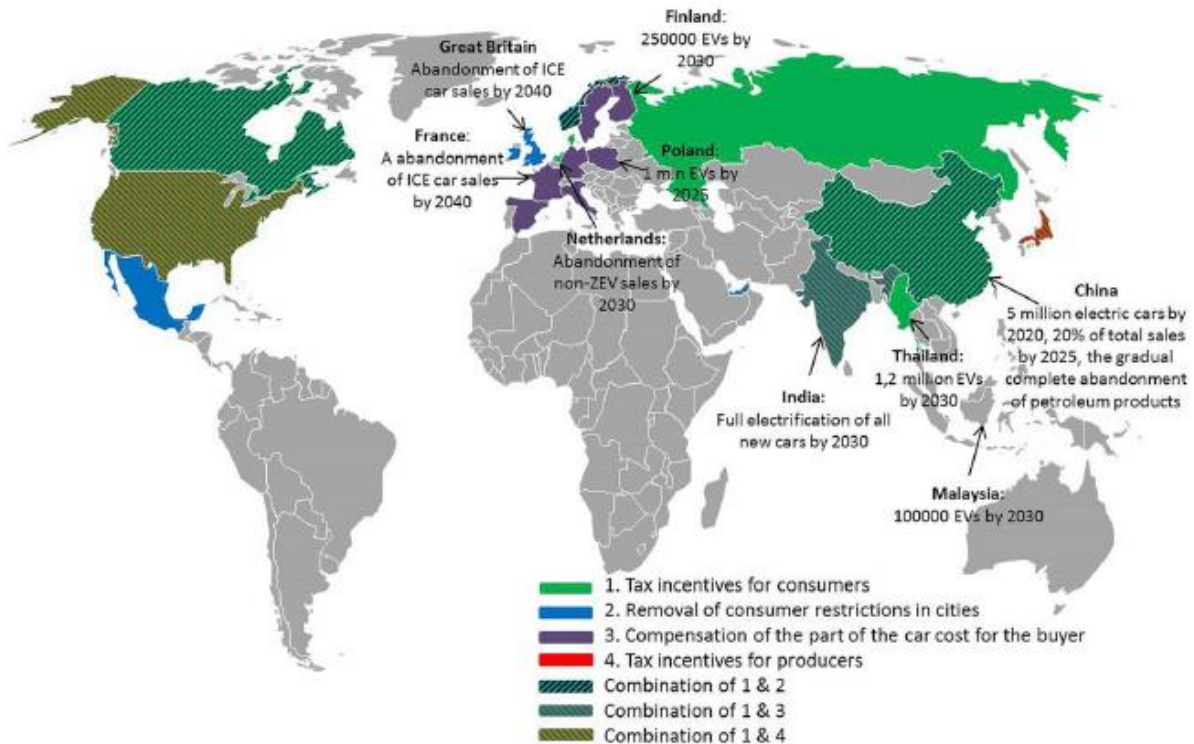 Finland:
250000 EVs by
2030
Great Britain
Abandonment of ICE
car sales by 2040
France:
A abandonment
of ICE car sales
by 2040
Poland:
1 mln EVs by
2025
Netherlands:
Abandonment of
non-ZEV sales by
2030
China
5 million electric cars by
2020, 20% of total sales
by 2025, the gradual
complete abandonment
of petroleum products
Thailand:
1,2 million EVs
by 2030
India:
Full electrification of all
new cars by 2030
Malaysia:
100000 EVs by 2030
1. Tax incentives for consumers
2. Removal of consumer restrictions in cities
3. Compensation of the part of the car cost for the buyer
4. Tax incentives for producers
Combination of 1 & 2
Combination of 1 & 3
Combination of 1 & 4